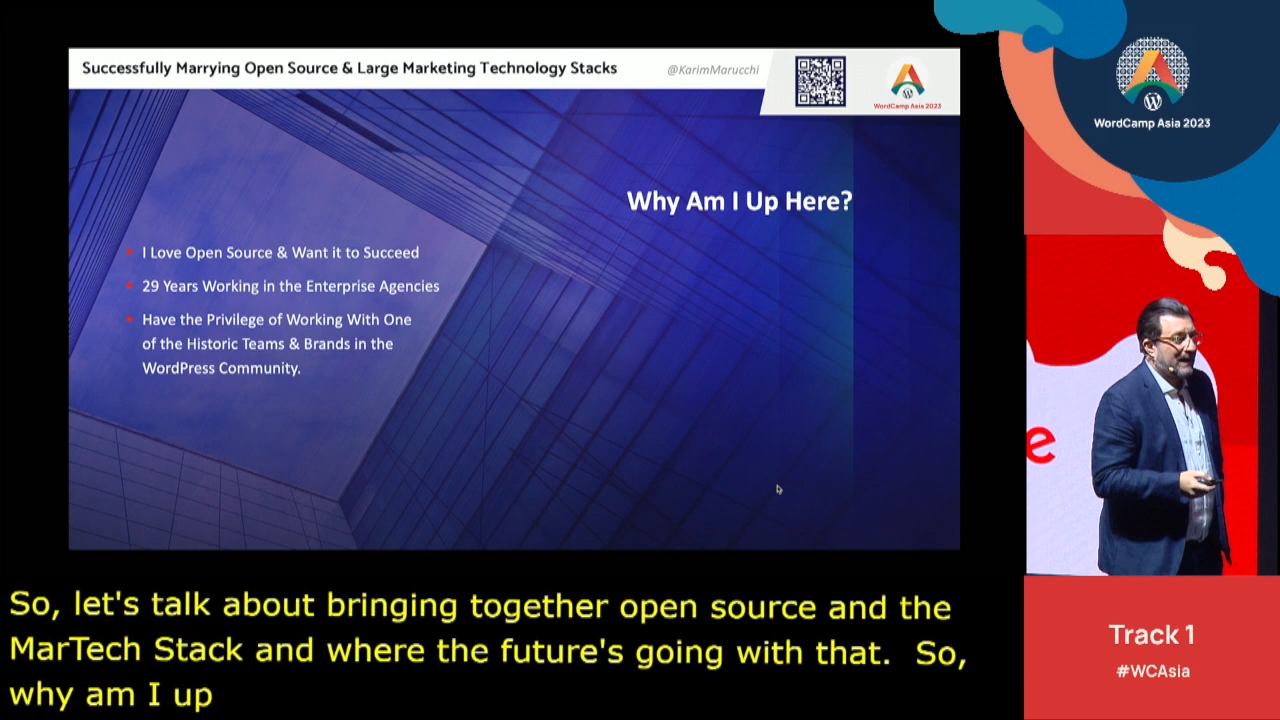 Successfully Marrying Open Source & Large Marketing Technology Stacks
@KarimMarucchi
WordCamp Asia 2023
WordCamp Asia 2023
Why Am I Up Here?
I Love Open Source & Want it to Succeed
29 Years Working in the Enterprise Agencies
Have the Privilege of Working With One
of the Historic Teams & Brands in the
WordPress Community.
e
So, let's talk about bringing together open source and the
MarTech Stack and where the future's going with that.  So,
why am I up
Track 1
#WCAsia